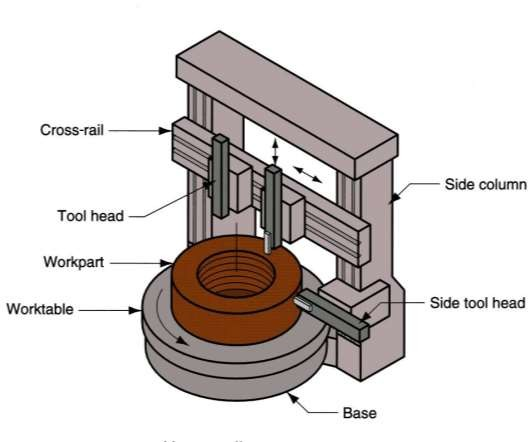 Cross-rail
Side column
Tool head
Workpart
Worktable
Side tool head
Base